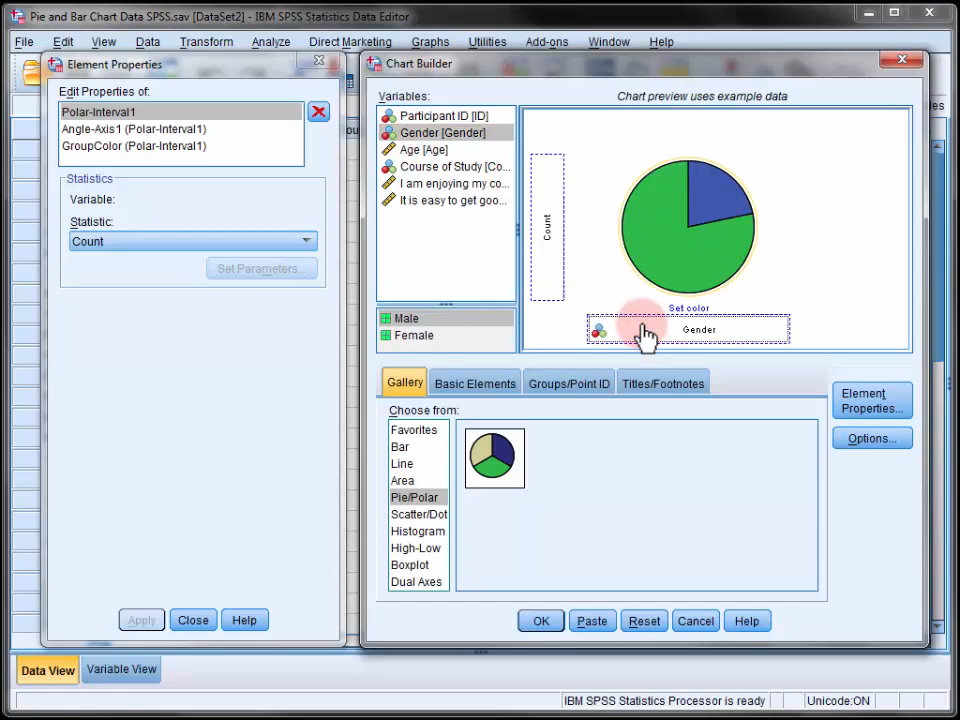 Pie and Bar Chart Data SPSS.sav [DataSet2] - IBM SPSS Statistics Data Editor
File Edit View Data Transform Analyze Direct Marketing Graphs Utilities Add-ons Window Help
Element Properties
Edit Properties of:
Polar-Interval1
Angle-Axis1 (Polar-Interval1)
GroupColor (Polar-Interval1)
Statistics
Variable:
Statistic:
Count
Set Parameters...
Apply Close Help
Chart Builder
Variables:
Chart preview uses example data
Participant ID [ID]
Gender [Gender]
Age [Age]
Course of Study [Co...
I am enjoying my co...
It is easy to get goo...
Male
Female
Count
Set color
Gender
Gallery Basic Elements Groups/Point ID Titles/Footnotes
Choose from:
Favorites
Bar
Line
Area
Pie/Polar
Scatter/Dot
Histogram
High-Low
Boxplot
Dual Axes
Element
Properties...
Options...
OK Paste Reset Cancel Help
Data View Variable View
IBM SPSS Statistics Processor is ready Unicode:ON